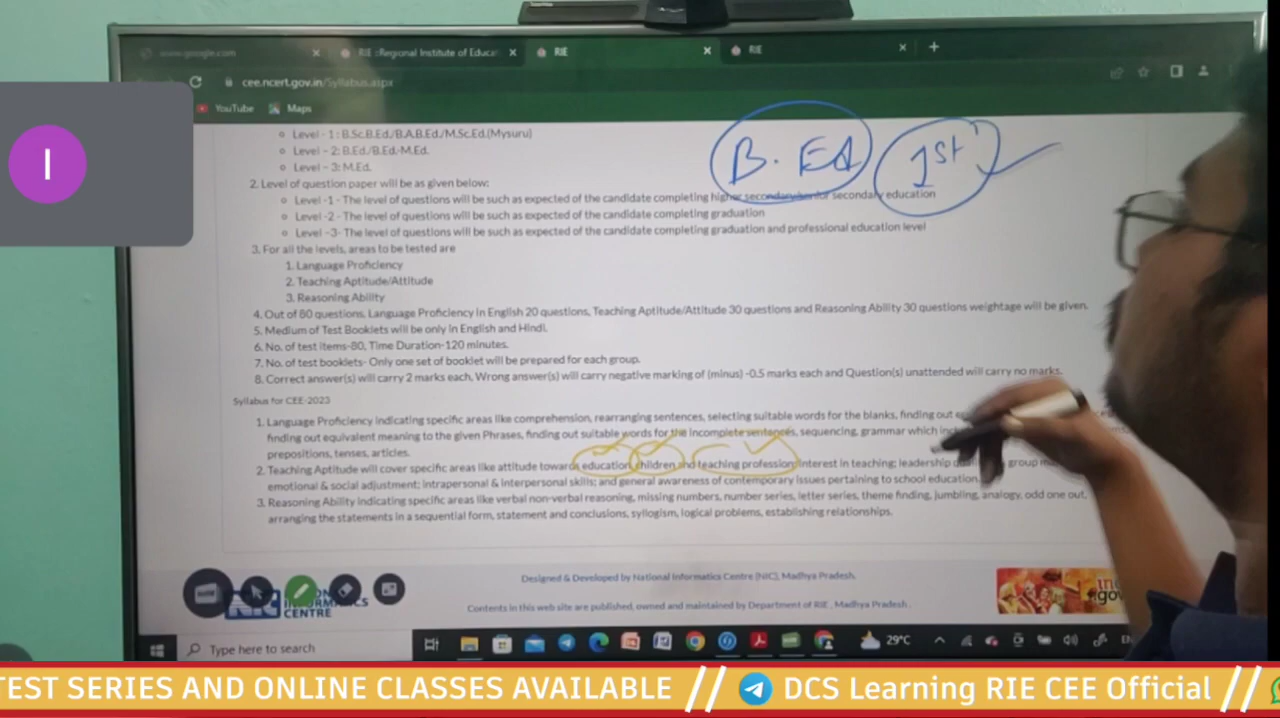 www.google.com
RIE ::Regional Institute of Educa
RIE
RIE
cee.ncert.gov.in/Syllabus.aspx
YouTube
Maps
I
B. Ed 1st
Level - 1 : B.Sc.B.Ed./B.A.B.Ed./M.Sc.Ed.(Mysuru)
Level - 2: B.Ed./B.Ed.-M.Ed.
Level - 3: M.Ed.
2. Level of question paper will be as given below:
Level -1 - The level of questions will be such as expected of the candidate completing higher secondary/senior secondary education
Level -2 - The level of questions will be such as expected of the candidate completing graduation
Level -3- The level of questions will be such as expected of the candidate completing graduation and professional education level
3. For all the levels, areas to be tested are
1. Language Proficiency
2. Teaching Aptitude/Attitude
3. Reasoning Ability
4. Out of 80 questions, Language Proficiency in English 20 questions, Teaching Aptitude/Attitude 30 questions and Reasoning Ability 30 questions weightage will be given.
5. Medium of Test Booklets will be only in English and Hindi.
6. No. of test items-80, Time Duration-120 minutes.
7. No. of test booklets- Only one set of booklet will be prepared for each group.
8. Correct answer(s) will carry 2 marks each, Wrong answer(s) will carry negative marking of (minus) -0.5 marks each and Question(s) unattended will carry no marks.
Syllabus for CEE-2023
1. Language Proficiency indicating specific areas like comprehension, rearranging sentences, selecting suitable words for the blanks, finding out
finding out equivalent meaning to the given Phrases, finding out suitable words for the incomplete sentances, sequencing, grammar which
prepositions, tenses, articles.
2. Teaching Aptitude will cover specific areas like attitude towards education, children and teaching profession; interest in teaching; leadership group
emotional & social adjustment; intrapersonal & interpersonal skills; and general awareness of contemporary issues pertaining to school education.
3. Reasoning Ability indicating specific areas like verbal non-verbal reasoning, missing numbers, number series, letter series, theme finding, jumbling, analogy, odd one out,
arranging the statements in a sequential form, statement and conclusions, syllogism, logical problems, establishing relationships.
Designed & Developed by National Informatics Centre (NIC), Madhya Pradesh.
CENTRE
Contents in this web site are published, owned and maintained by Department of RIE , Madhya Pradesh .
Type here to search
29°C
TEST SERIES AND ONLINE CLASSES AVAILABLE // DCS Learning RIE CEE Official //